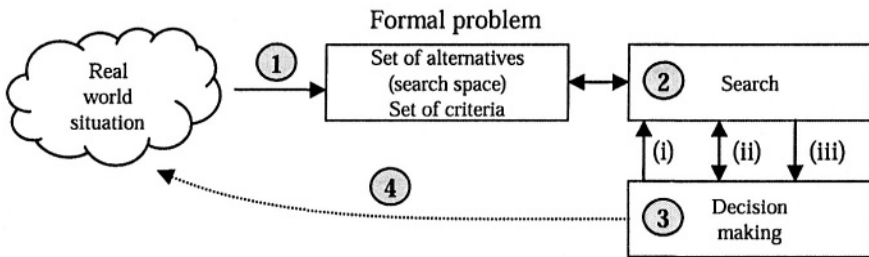 Formal problem
Real
world
situation
1
Set of alternatives
(search space)
Set of criteria
2
Search
(i)
(ii)
(iii)
4
3
Decision
making